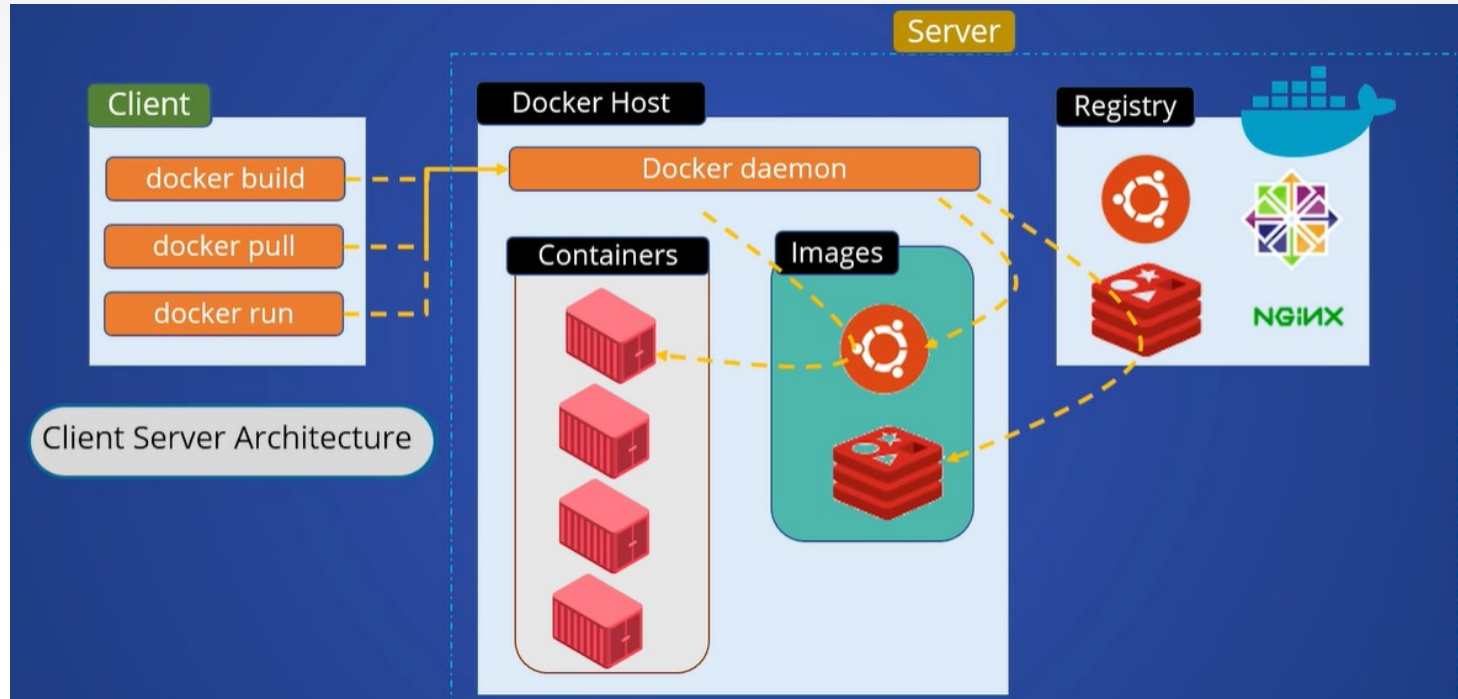 Server
Client
docker build
docker pull
docker run
Client Server Architecture
Docker Host
Docker daemon
Containers
Images
Registry
NGiNX